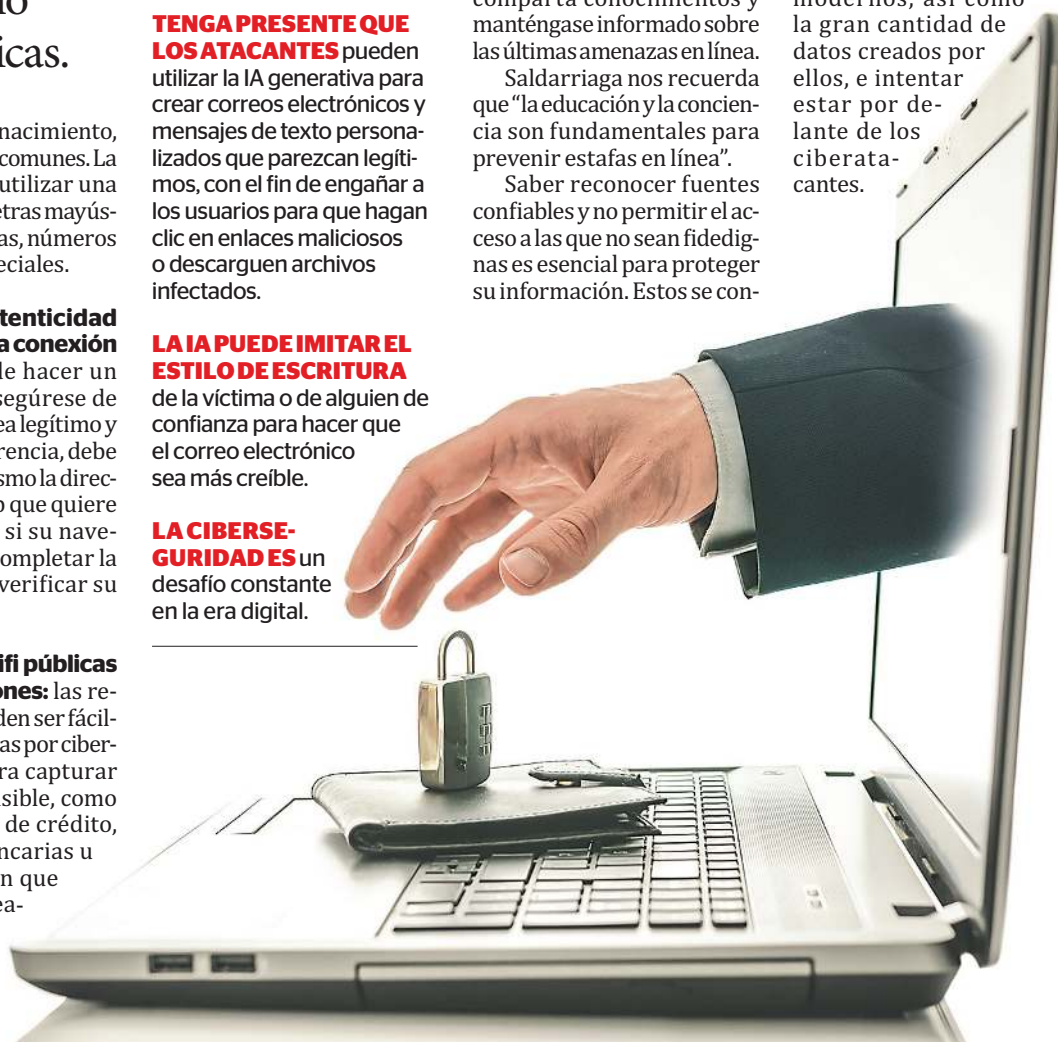 icas.
nacimiento,
comunes. La
utilizar una
etras mayús-
as, números
eciales.
tenticidad
a conexión
de hacer un
segúrese de
ea legítimo y
rencia, debe
smo la direc-
o que quiere
si su nave-
ompletar la
verificar su
ifi públicas
ones: las re-
den ser fácil-
as por ciber-
ra capturar
sible, como
de crédito,
ncarias u
n que
ea-
TENGA PRESENTE QUE
LOS ATACANTES pueden
utilizar la IA generativa para
crear correos electrónicos y
mensajes de texto persona-
lizados que parezcan legíti-
mos, con el fin de engañar a
los usuarios para que hagan
clic en enlaces maliciosos
o descarguen archivos
infectados.
LA IA PUEDE IMITAR EL
ESTILO DE ESCRITURA
de la víctima o de alguien de
confianza para hacer que
el correo electrónico
sea más creíble.
LA CIBERSE-
GURIDAD ES un
desafío constante
en la era digital.
comparta conocimientos y
manténgase informado sobre
las últimas amenazas en línea.
Saldarriaga nos recuerda
que “la educación y la concien-
cia son fundamentales para
prevenir estafas en línea”.
Saber reconocer fuentes
confiables y no permitir el ac-
ceso a las que no sean fidedig-
nas es esencial para proteger
su información. Estos se con-
modernos, así como
la gran cantidad de
datos creados por
ellos, e intentar
estar por de-
lante de los
ciberata-
cantes.